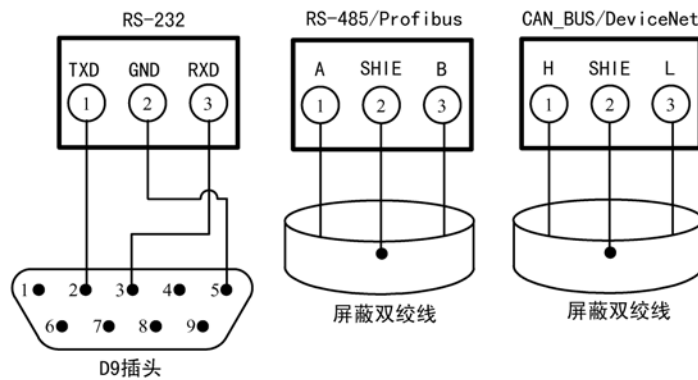 RS-232
TXD GND RXD
1 2 3
1 2 3 4 5
6 7 8 9
D9插头
RS-485/Profibus
A SHIE B
1 2 3
屏蔽双绞线
CAN_BUS/DeviceNet
H SHIE L
1 2 3
屏蔽双绞线